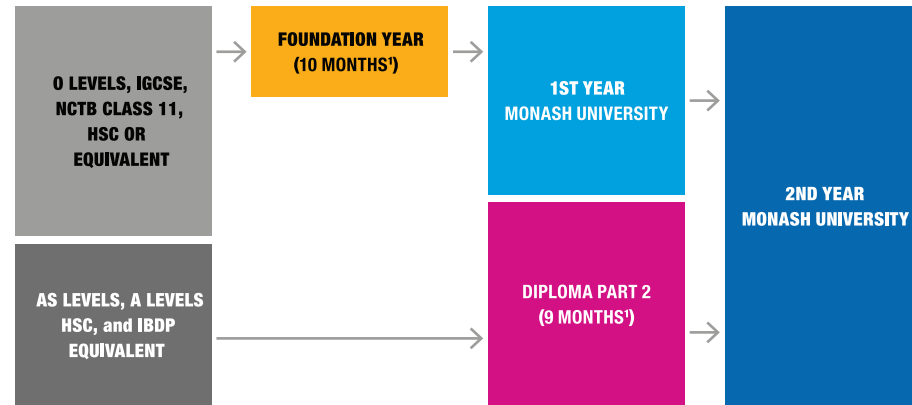 O LEVELS, IGCSE,
NCTB CLASS 11,
HSC OR
EQUIVALENT
FOUNDATION YEAR
(10 MONTHS¹)
1ST YEAR
MONASH UNIVERSITY
2ND YEAR
MONASH UNIVERSITY
AS LEVELS, A LEVELS
HSC, and IBDP
EQUIVALENT
DIPLOMA PART 2
(9 MONTHS¹)